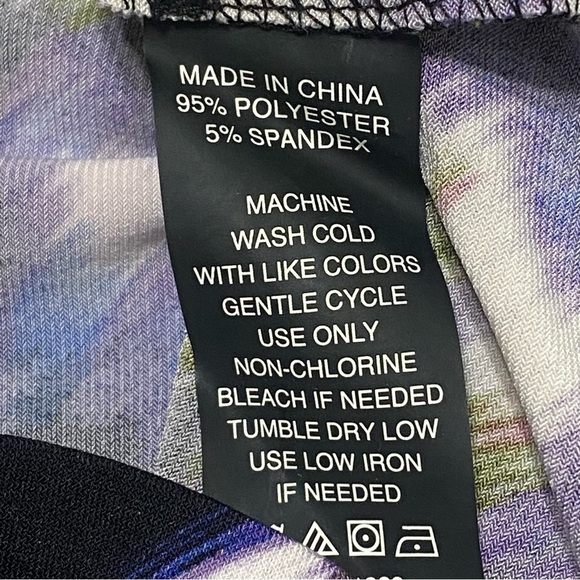 MADE IN CHINA
95% POLYESTER
5% SPANDEX
MACHINE
WASH COLD
WITH LIKE COLORS
GENTLE CYCLE
USE ONLY
NON-CHLORINE
BLEACH IF NEEDED
TUMBLE DRY LOW
USE LOW IRON
IF NEEDED